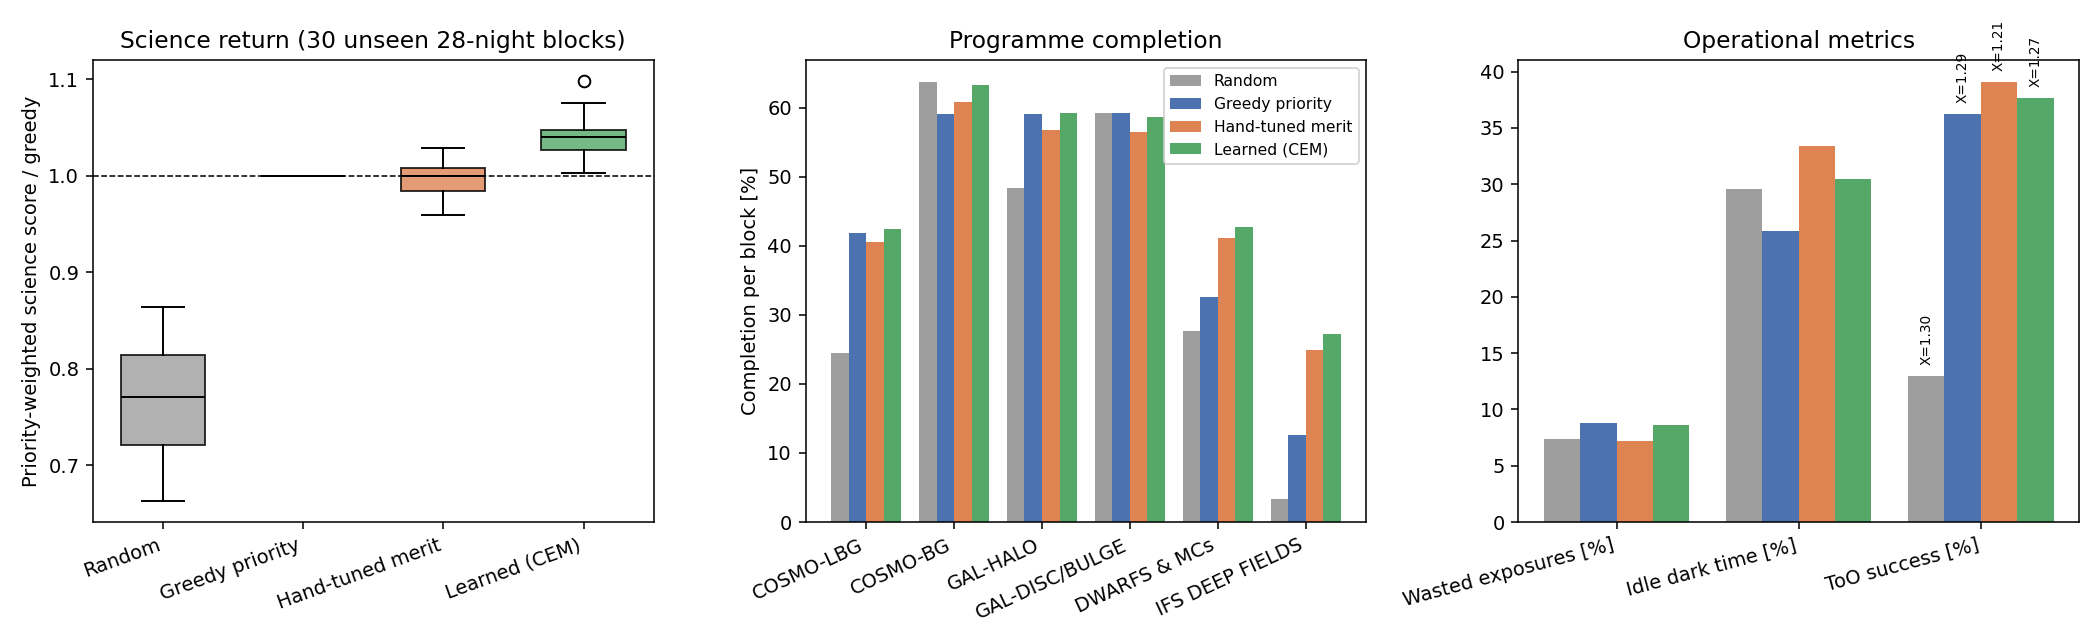 Science return (30 unseen 28-night blocks)
Priority-weighted science score / greedy
1.1
1.0
0.9
0.8
0.7
Random
Greedy priority
Hand-tuned merit
Learned (CEM)
Programme completion
Completion per block [%]
60
50
40
30
20
10
0
Random
Greedy priority
Hand-tuned merit
Learned (CEM)
COSMO-LBG
COSMO-BG
GAL-HALO
GAL-DISC/BULGE
DWARFS & MCs
IFS DEEP FIELDS
Operational metrics
40
35
30
25
20
15
10
5
0
X=1.30
X=1.29
X=1.21
X=1.27
Wasted exposures [%]
Idle dark time [%]
ToO success [%]